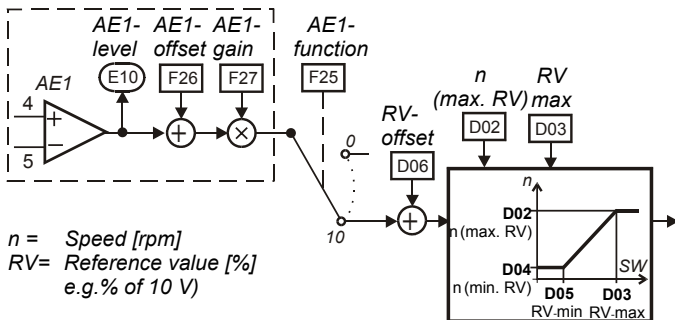 AE1-
level
AE1-
offset
AE1-
gain
AE1-
function
AE1
E10
F26
F27
F25
4
+
5
−
+
×
0
10
RV-
offset
D06
+
n
(max. RV)
D02
RV
max
D03
n
D02
n (max. RV)
D04
n (min. RV)
SW
D05
RV-min
D03
RV-max
n = Speed [rpm]
RV= Reference value [%]
e.g.% of 10 V)